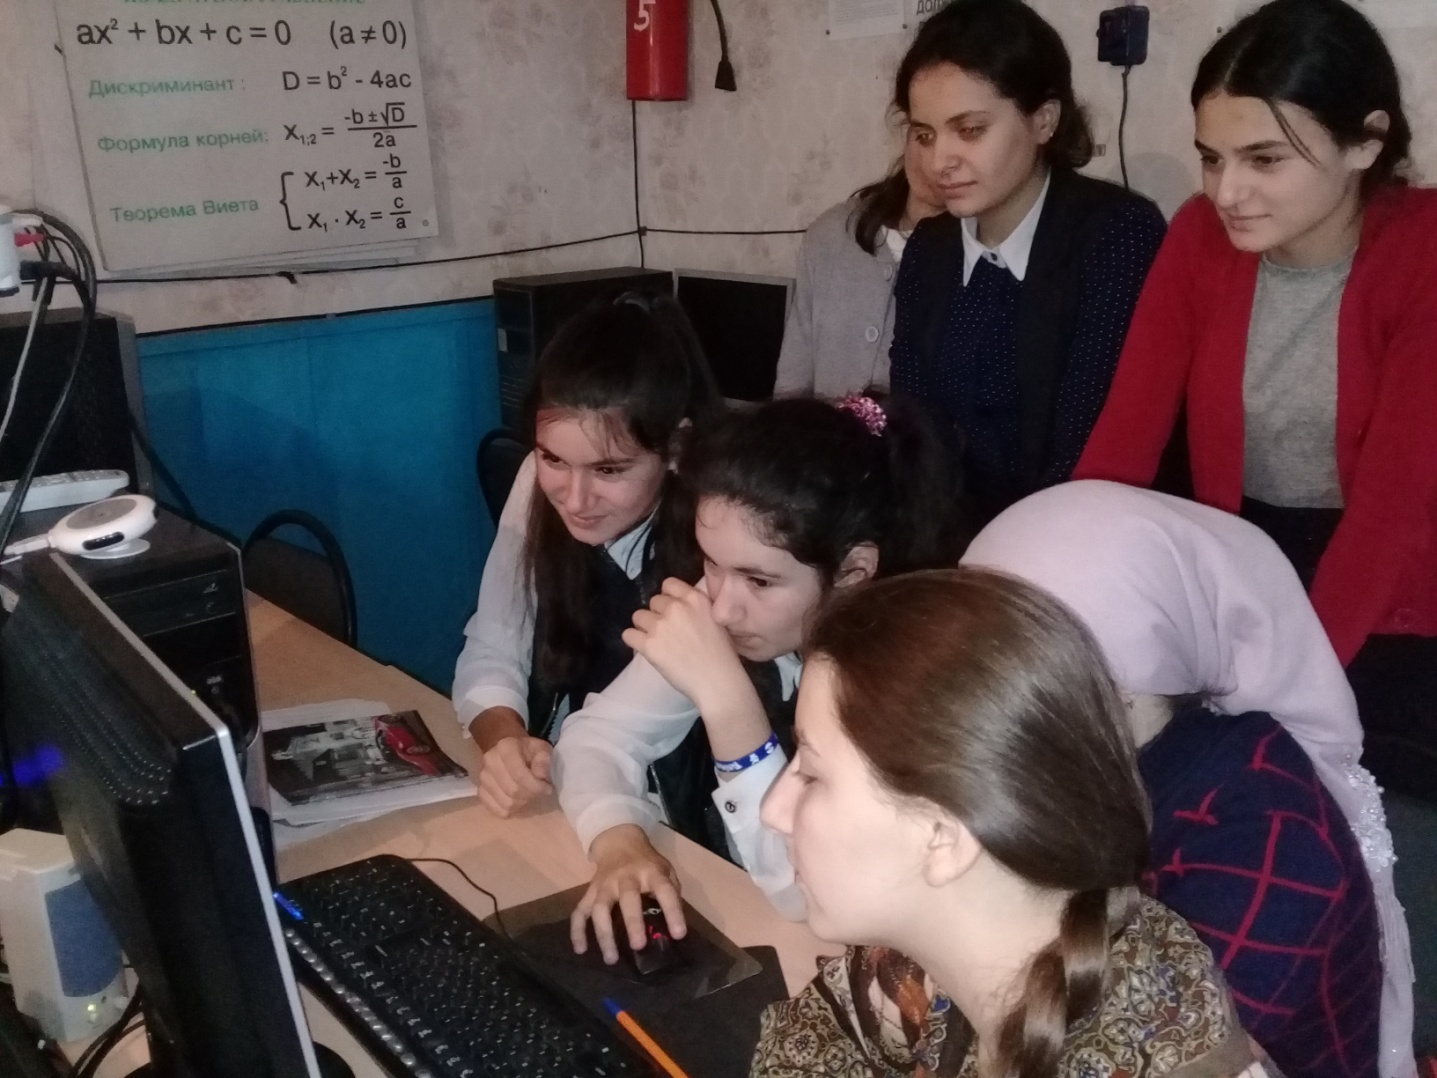 ax² + bx + c = 0 (a ≠ 0)
Дискриминант : D = b² - 4ac
Формула корней: X₁;₂ = -b ± √D / 2a
Теорема Виета { X₁+X₂ = -b/a
X₁ · X₂ = c/a
5